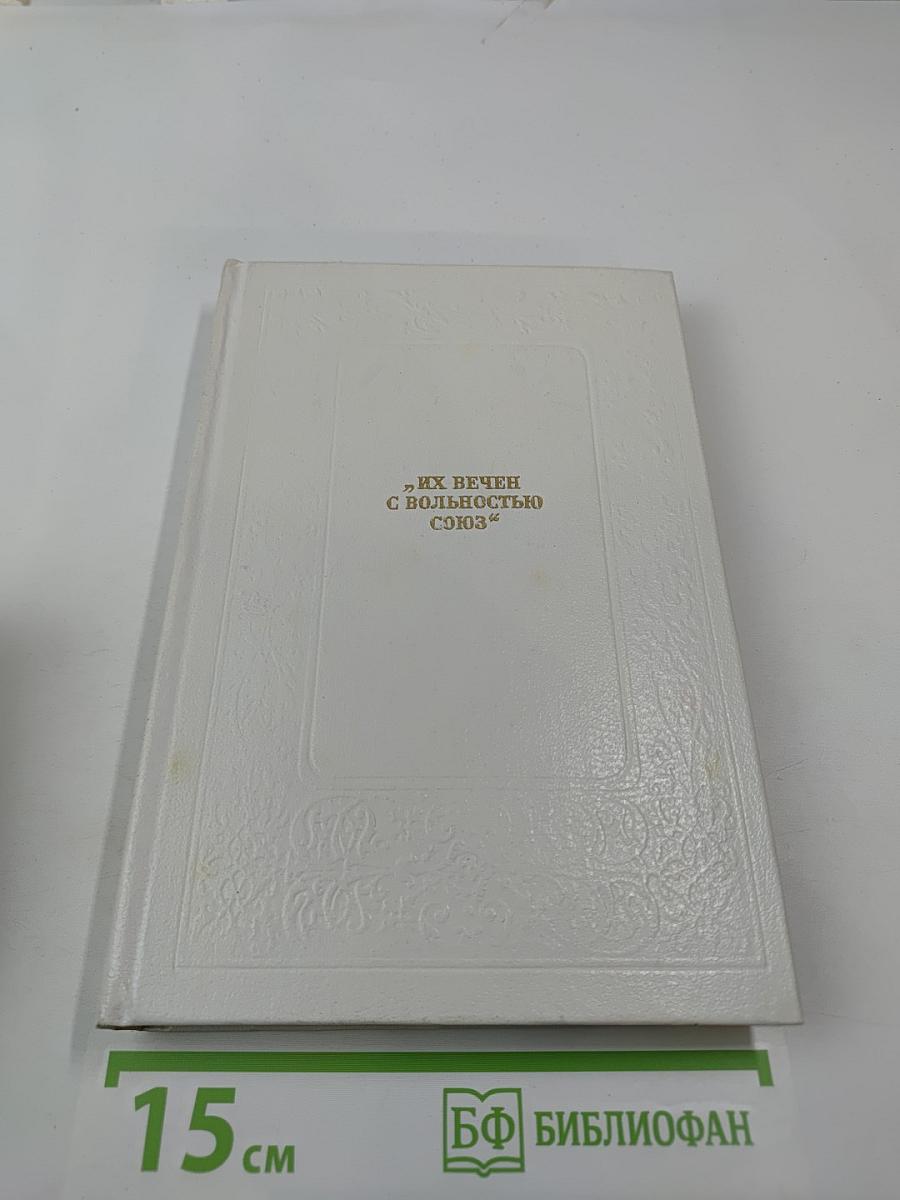 „ИХ ВЕЧЕН
С ВОЛЬНОСТЬЮ
СОЮЗ“
15 см
БФ БИБЛИОФАН